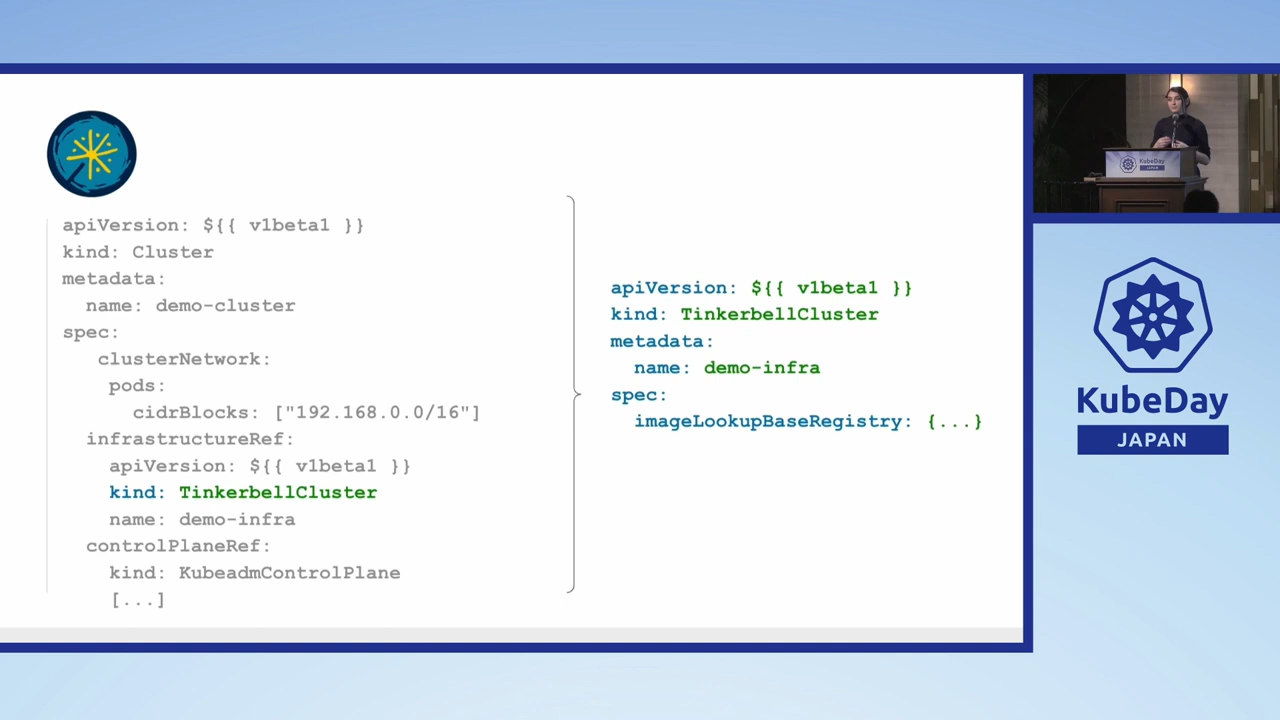 apiVersion: ${{ v1beta1 }}
kind: Cluster
metadata:
  name: demo-cluster
spec:
   clusterNetwork:
    pods:
      cidrBlocks: ["192.168.0.0/16"]
  infrastructureRef:
    apiVersion: ${{ v1beta1 }}
    kind: TinkerbellCluster
    name: demo-infra
  controlPlaneRef:
    kind: KubeadmControlPlane
    [...]
apiVersion: ${{ v1beta1 }}
kind: TinkerbellCluster
metadata:
  name: demo-infra
spec:
  imageLookupBaseRegistry: {...}
KubeDay
JAPAN
KubeDay
JAPAN